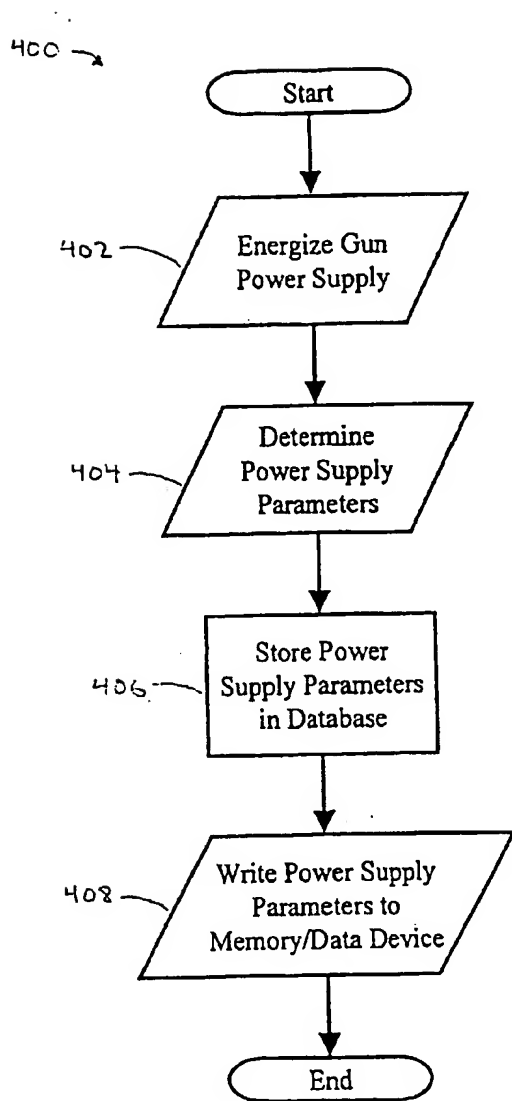 400
Start
402
Energize Gun
Power Supply
404
Determine
Power Supply
Parameters
406
Store Power
Supply Parameters
in Database
408
Write Power Supply
Parameters to
Memory/Data Device
End